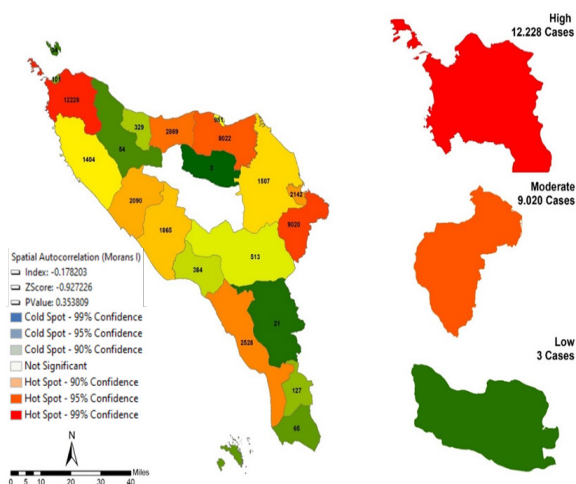 High
12.228 Cases
101
12228
329
2869
951
8022
54
3
1404
1507
2142
2090
1865
9020
513
384
Moderate
9.020 Cases
Spatial Autocorrelation (Morans I)
Index: -0.178203
ZScore: -0.927226
PValue: 0.353809
Cold Spot - 99% Confidence
Cold Spot - 95% Confidence
Cold Spot - 90% Confidence
Not Significant
Hot Spot - 90% Confidence
Hot Spot - 95% Confidence
Hot Spot - 99% Confidence
21
2528
Low
3 Cases
127
65
N
Miles
0 5 10 20 30 40